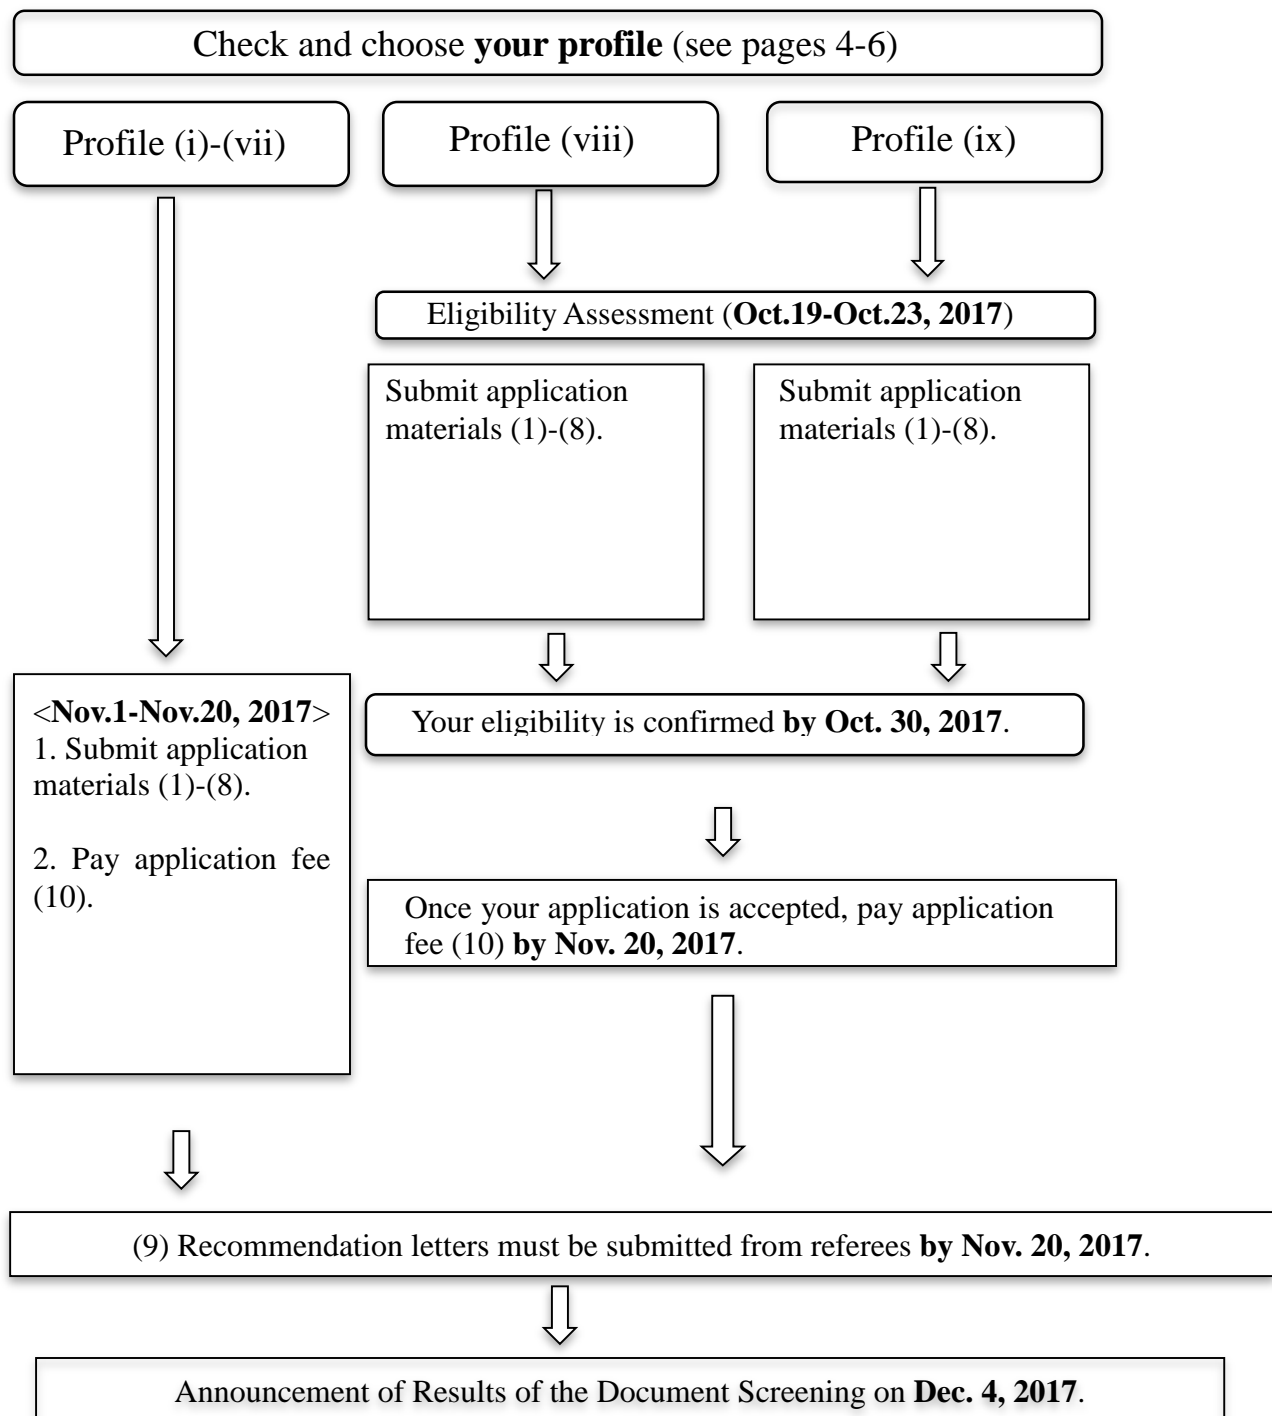 Check and choose your profile (see pages 4-6)
Profile (i)-(vii)
Profile (viii)
Profile (ix)
Eligibility Assessment (Oct.19-Oct.23, 2017)
Submit application
materials (1)-(8).
Submit application
materials (1)-(8).
<Nov.1-Nov.20, 2017>
1. Submit application
materials (1)-(8).
2. Pay application fee
(10).
Your eligibility is confirmed by Oct. 30, 2017.
Once your application is accepted, pay application
fee (10) by Nov. 20, 2017.
(9) Recommendation letters must be submitted from referees by Nov. 20, 2017.
Announcement of Results of the Document Screening on Dec. 4, 2017.